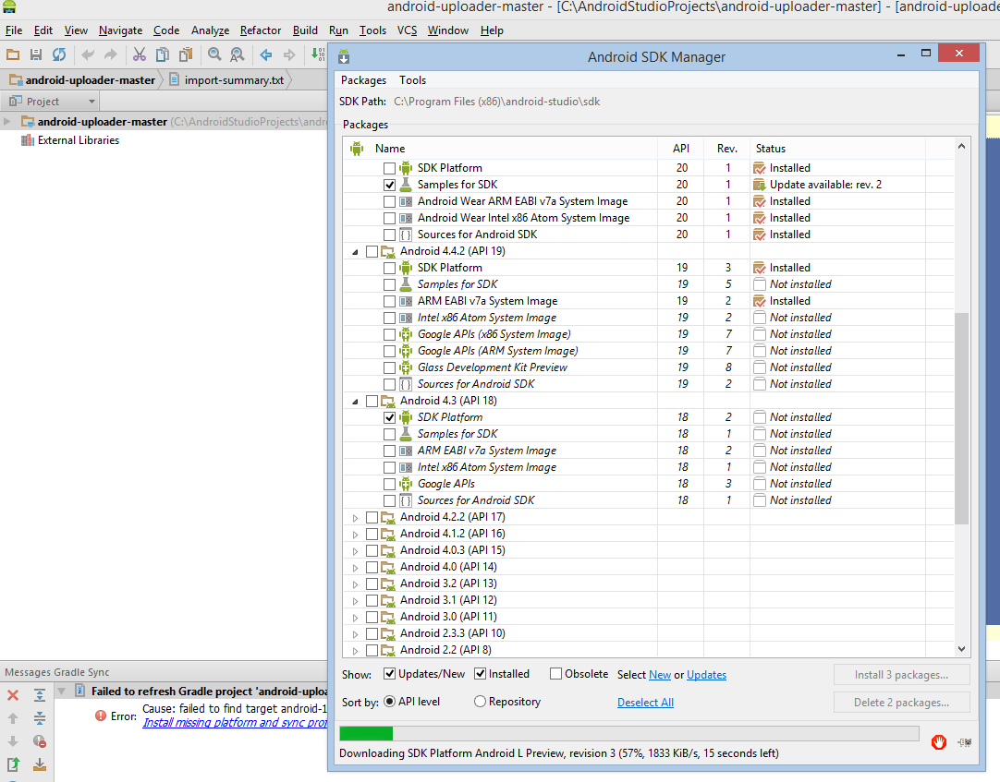 android-uploader-master - [C:\AndroidStudioProjects\android-uploader-master] - [android-uploade
File Edit View Navigate Code Analyze Refactor Build Run Tools VCS Window Help
android-uploader-master import-summary.txt
Project
android-uploader-master (C:\AndroidStudioProjects\andro
External Libraries
Android SDK Manager
Packages Tools
SDK Path: C:\Program Files (x86)\android-studio\sdk
Packages
Name API Rev. Status
SDK Platform 20 1 Installed
Samples for SDK 20 1 Update available: rev. 2
Android Wear ARM EABI v7a System Image 20 1 Installed
Android Wear Intel x86 Atom System Image 20 1 Installed
Sources for Android SDK 20 1 Installed
Android 4.4.2 (API 19)
SDK Platform 19 3 Installed
Samples for SDK 19 5 Not installed
ARM EABI v7a System Image 19 2 Installed
Intel x86 Atom System Image 19 2 Not installed
Google APIs (x86 System Image) 19 7 Not installed
Google APIs (ARM System Image) 19 7 Not installed
Glass Development Kit Preview 19 8 Not installed
Sources for Android SDK 19 2 Not installed
Android 4.3 (API 18)
SDK Platform 18 2 Not installed
Samples for SDK 18 1 Not installed
ARM EABI v7a System Image 18 2 Not installed
Intel x86 Atom System Image 18 1 Not installed
Google APIs 18 3 Not installed
Sources for Android SDK 18 1 Not installed
Android 4.2.2 (API 17)
Android 4.1.2 (API 16)
Android 4.0.3 (API 15)
Android 4.0 (API 14)
Android 3.2 (API 13)
Android 3.1 (API 12)
Android 3.0 (API 11)
Android 2.3.3 (API 10)
Android 2.2 (API 8)
Show: Updates/New Installed Obsolete Select New or Updates Install 3 packages...
Sort by: API level Repository Deselect All Delete 2 packages...
Downloading SDK Platform Android L Preview, revision 3 (57%, 1833 KiB/s, 15 seconds left)
Messages Gradle Sync
Failed to refresh Gradle project 'android-uploa
Error: Cause: failed to find target android-1
Install missing platform and sync proj